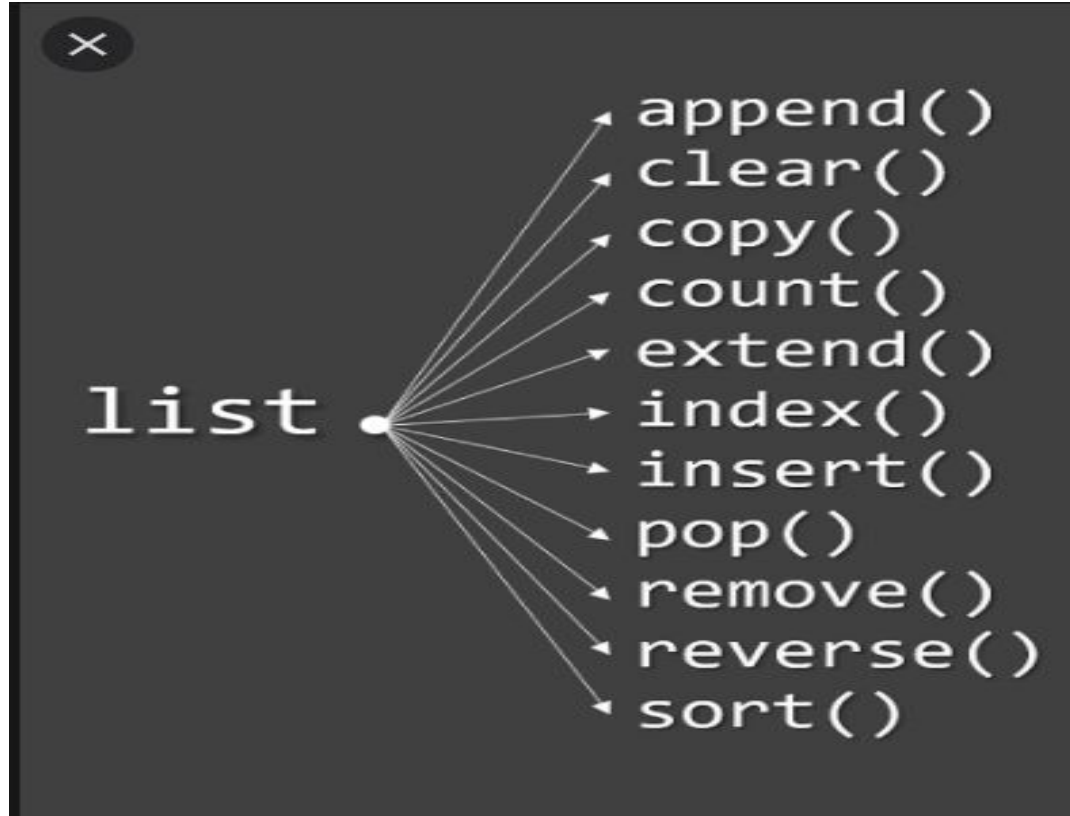 append()
clear()
copy()
count()
extend()
list
index()
insert()
pop()
remove()
reverse()
sort()